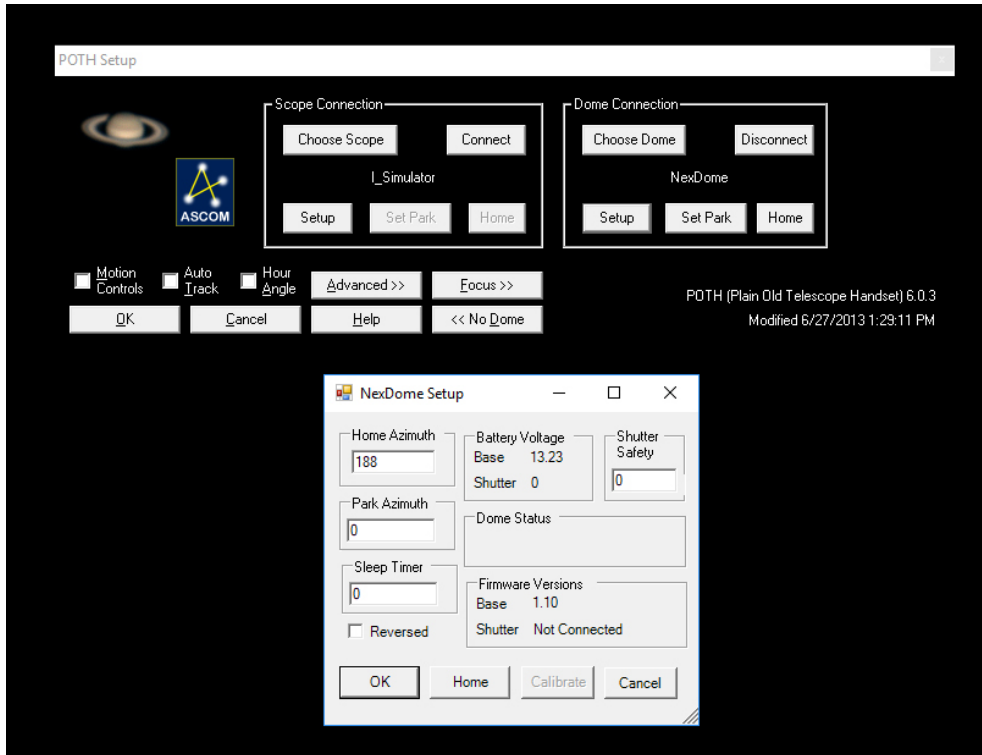 POTH Setup
Scope Connection
Dome Connection
Choose Scope
Connect
Choose Dome
Disconnect
I_Simulator
NexDome
ASCOM
Setup
Set Park
Home
Setup
Set Park
Home
Motion Controls
Auto Track
Hour Angle
Advanced >>
Focus >>
POTH (Plain Old Telescope Handset) 6.0.3
OK
Cancel
Help
<< No Dome
Modified 6/27/2013 1:29:11 PM
NexDome Setup
Home Azimuth
188
Battery Voltage
Base 13.23
Shutter 0
Shutter
Safety
0
Park Azimuth
0
Dome Status
Sleep Timer
0
Firmware Versions
Base 1.10
Shutter Not Connected
Reversed
OK
Home
Calibrate
Cancel